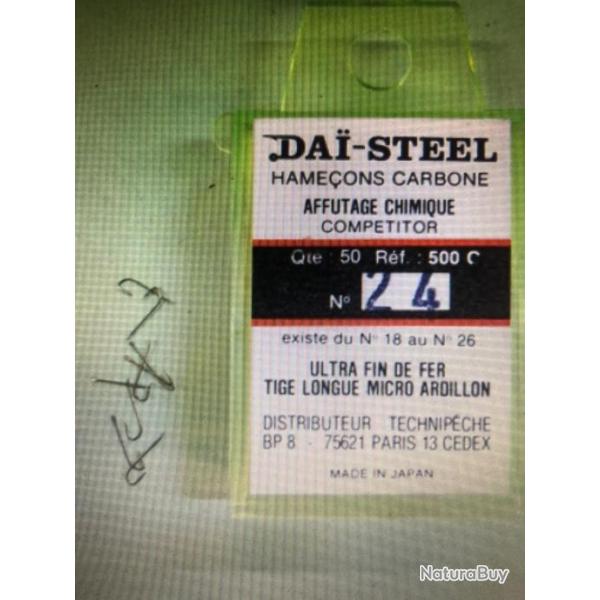 DAÏ-STEEL
HAMEÇONS CARBONE
AFFUTAGE CHIMIQUE
COMPETITOR
Qte : 50 Réf. : 500 C
N° 24
existe du N° 18 au N° 26
ULTRA FIN DE FER
TIGE LONGUE MICRO ARDILLON
DISTRIBUTEUR TECHNIPÊCHE
BP 8 - 75621 PARIS 13 CEDEX
MADE IN JAPAN
NaturaBuy